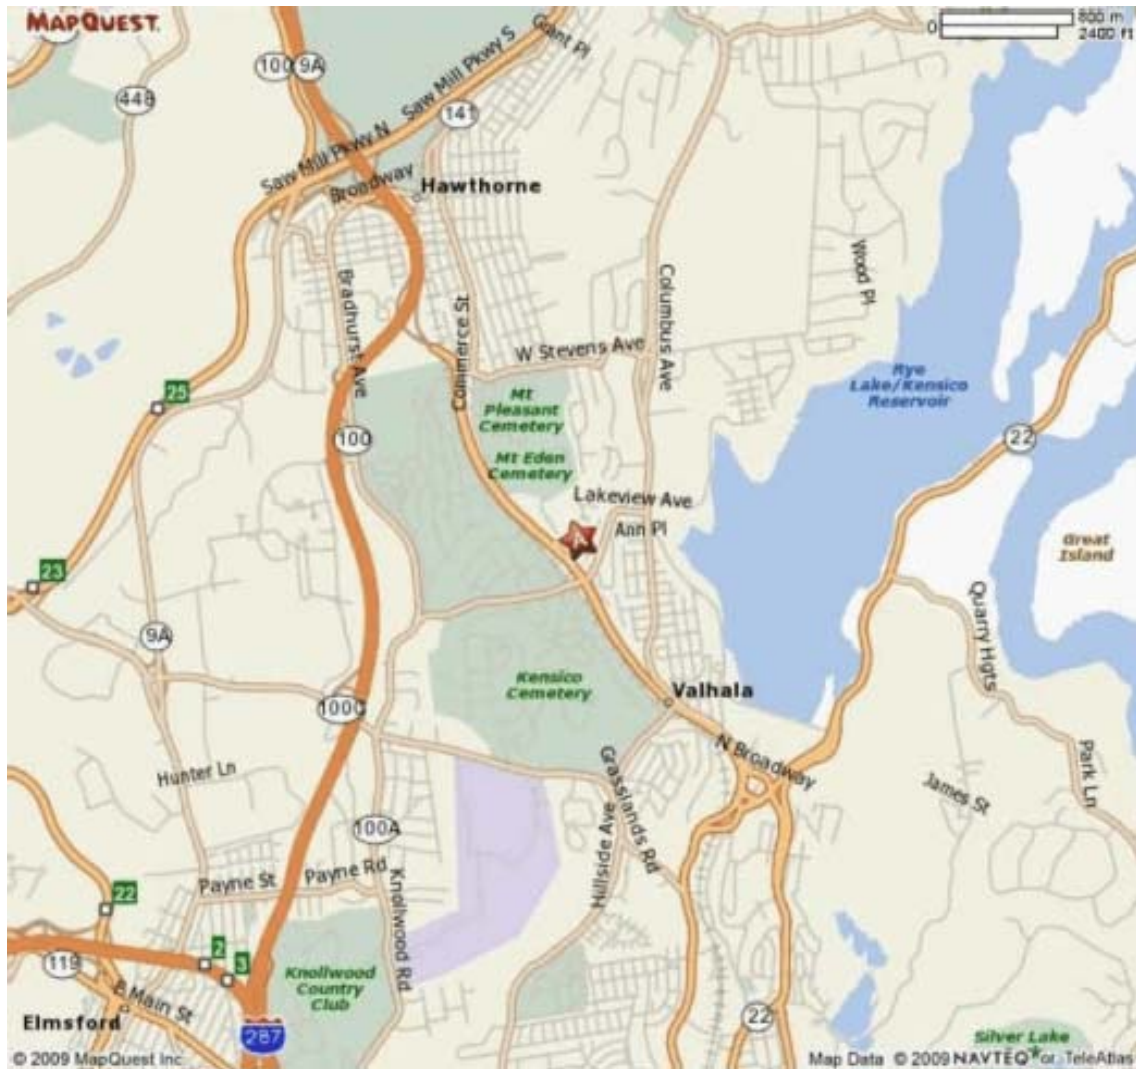 MAPQUEST.
0
800 m
2400 ft
Grant Pl
100
9A
Saw Mill Pkwy S
448
141
Saw Mill Pkwy N
Broadway
Hawthorne
Wood Pl
Columbus Ave
Bradhurst Ave
Commerce St
W Stevens Ave
Rye
Lake/Kensico
Reservoir
25
Mt
Pleasant
Cemetery
100
22
Mt Eden
Cemetery
Lakeview Ave
A
Ann Pl
Great
Island
23
Quarry Hgts
9A
Kensico
Cemetery
Valhala
100C
N Broadway
Hunter Ln
Grasslands Rd
Park Ln
James St
100A
Hillside Ave
Payne St
Payne Rd
Knollwood Rd
22
2
3
119
Knollwood
Country
Club
E Main St
Elmsford
287
22
Silver Lake
© 2009 MapQuest Inc
Map Data © 2009 NAVTEQ or TeleAtlas